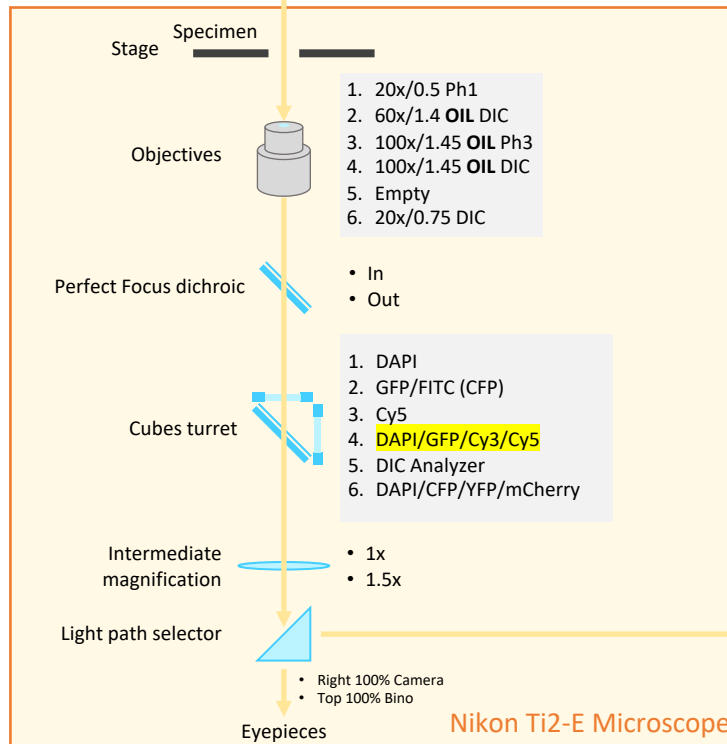 Specimen
Stage
Objectives
1. 20x/0.5 Ph1
2. 60x/1.4 OIL DIC
3. 100x/1.45 OIL Ph3
4. 100x/1.45 OIL DIC
5. Empty
6. 20x/0.75 DIC
Perfect Focus dichroic
• In
• Out
Cubes turret
1. DAPI
2. GFP/FITC (CFP)
3. Cy5
4. DAPI/GFP/Cy3/Cy5
5. DIC Analyzer
6. DAPI/CFP/YFP/mCherry
Intermediate
magnification
• 1x
• 1.5x
Light path selector
• Right 100% Camera
• Top 100% Bino
Eyepieces
Nikon Ti2-E Microscope